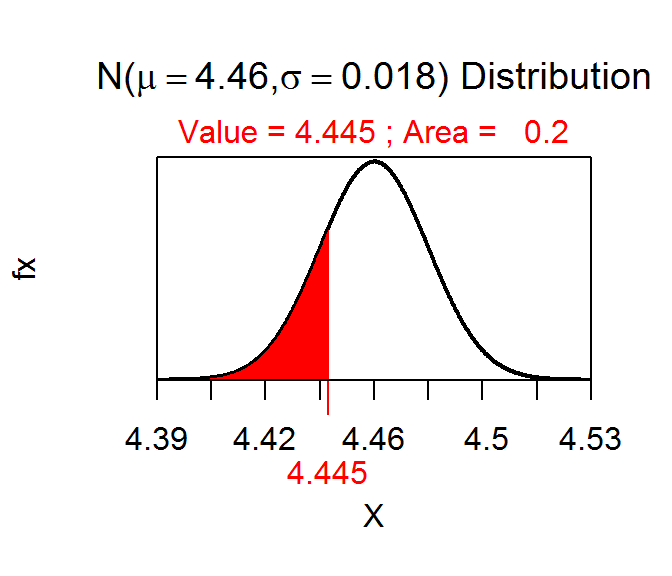 N(μ = 4.46,σ = 0.018) Distribution
Value = 4.445 ; Area = 0.2
fx
4.39 4.42 4.46 4.5 4.53
4.445
X